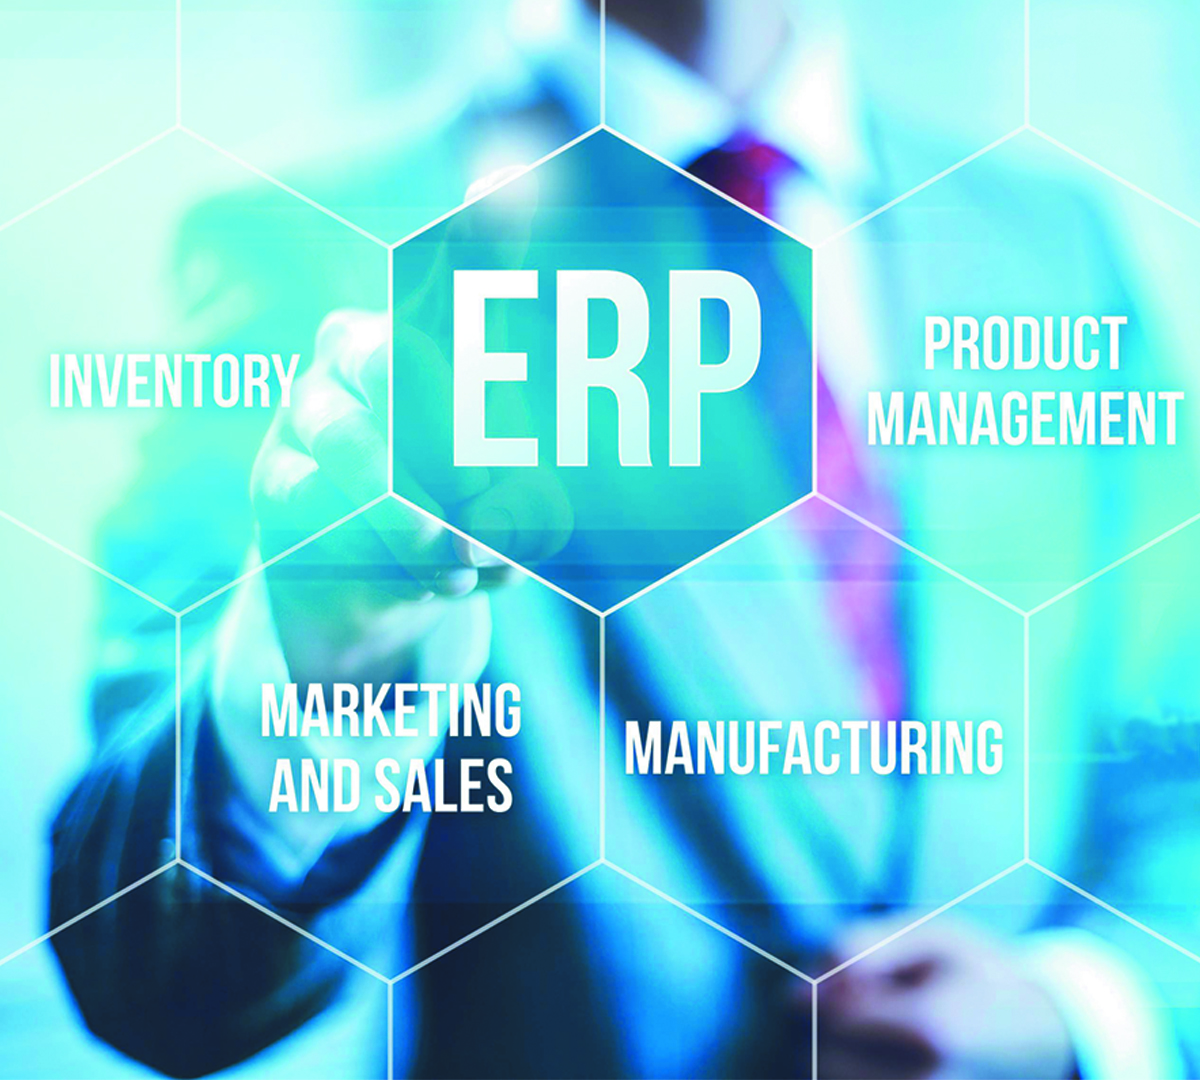 ERP
INVENTORY
PRODUCT
MANAGEMENT
MARKETING
AND SALES
MANUFACTURING